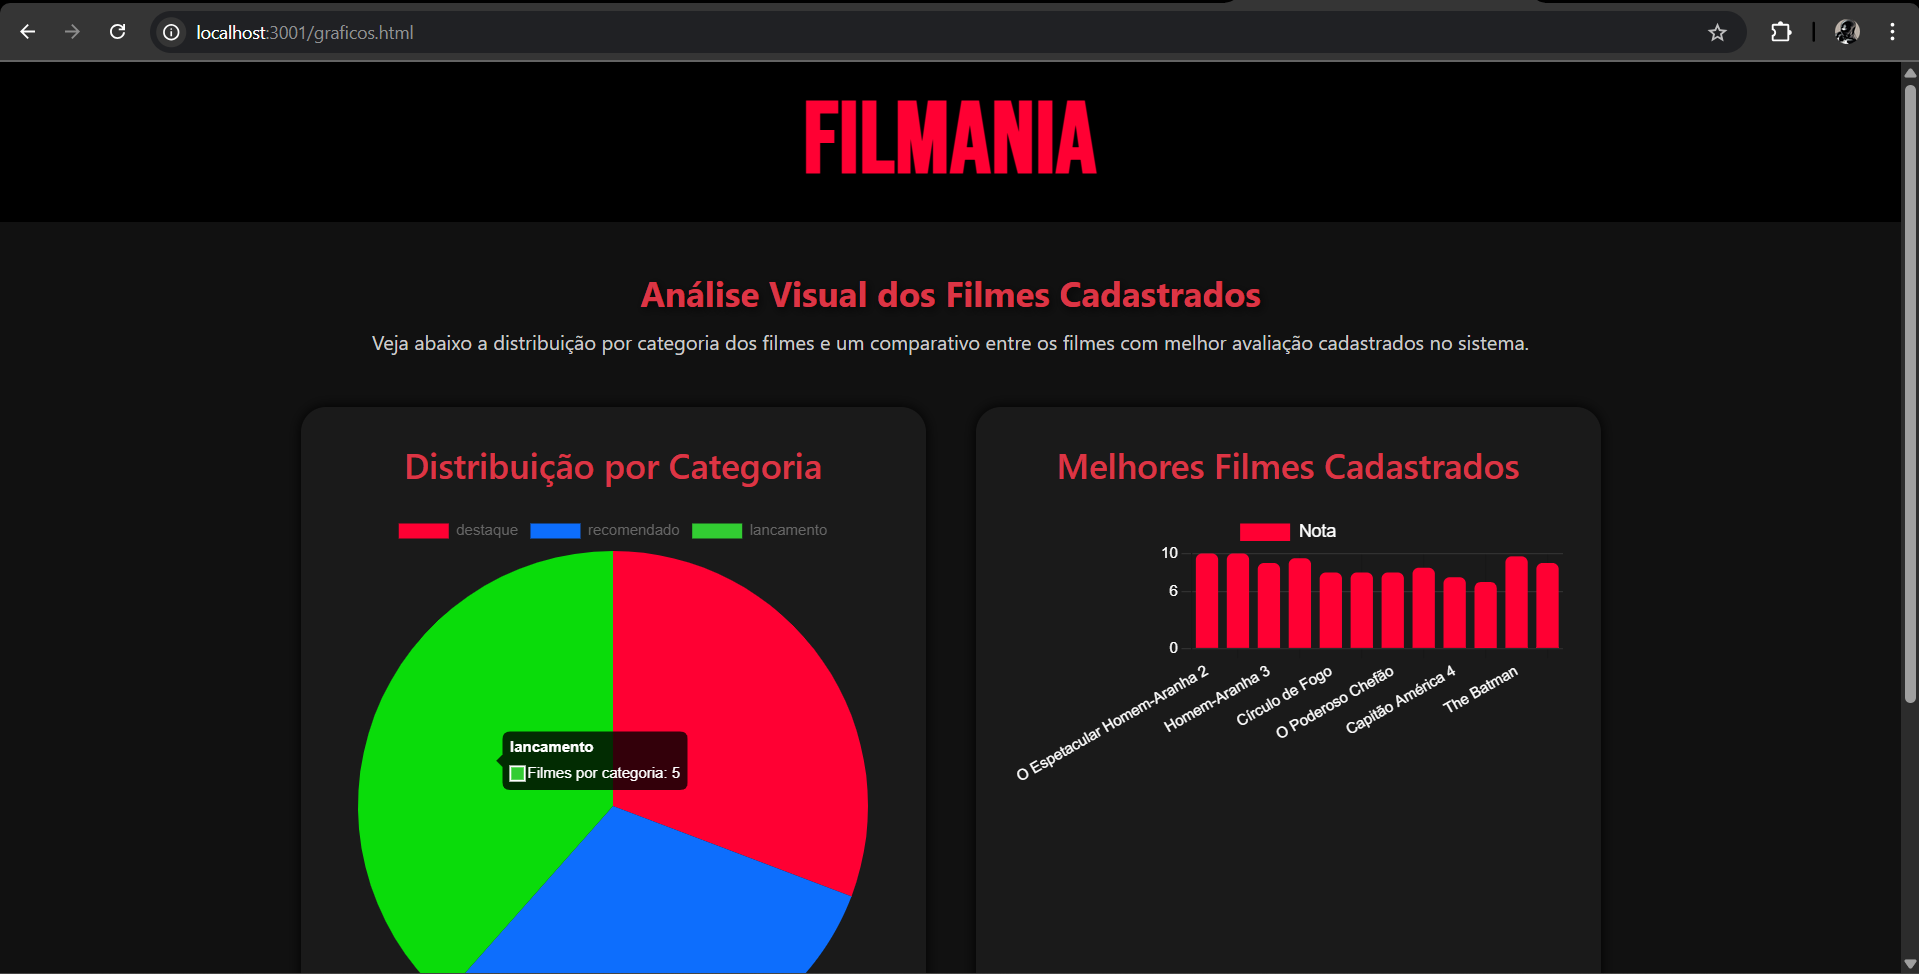 localhost:3001/graficos.html
FILMANIA
Análise Visual dos Filmes Cadastrados
Veja abaixo a distribuição por categoria dos filmes e um comparativo entre os filmes com melhor avaliação cadastrados no sistema.
Distribuição por Categoria
destaque recomendado lancamento
lancamento
Filmes por categoria: 5
Melhores Filmes Cadastrados
Nota
10
6
0
O Espetacular Homem-Aranha 2
Homem-Aranha 3
Círculo de Fogo
O Poderoso Chefão
Capitão América 4
The Batman